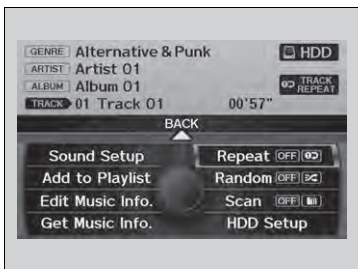 GENRE Alternative & Punk HDD
ARTIST Artist 01
ALBUM Album 01 TRACK REPEAT
TRACK 01 Track 01 00'57"
BACK
Sound Setup Repeat OFF
Add to Playlist Random OFF
Edit Music Info. Scan OFF
Get Music Info. HDD Setup